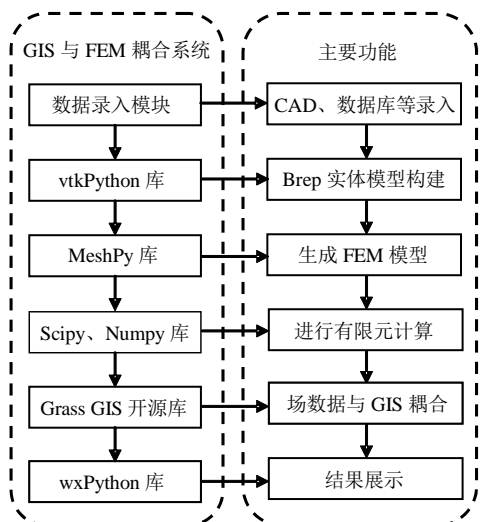 GIS 与 FEM 耦合系统
主要功能
数据录入模块
CAD、数据库等录入
vtkPython 库
Brep 实体模型构建
MeshPy 库
生成 FEM 模型
Scipy、Numpy 库
进行有限元计算
Grass GIS 开源库
场数据与 GIS 耦合
wxPython 库
结果展示